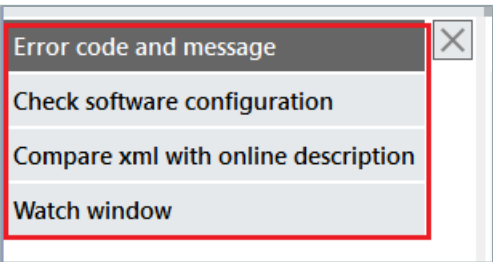 Error code and message
Check software configuration
Compare xml with online description
Watch window